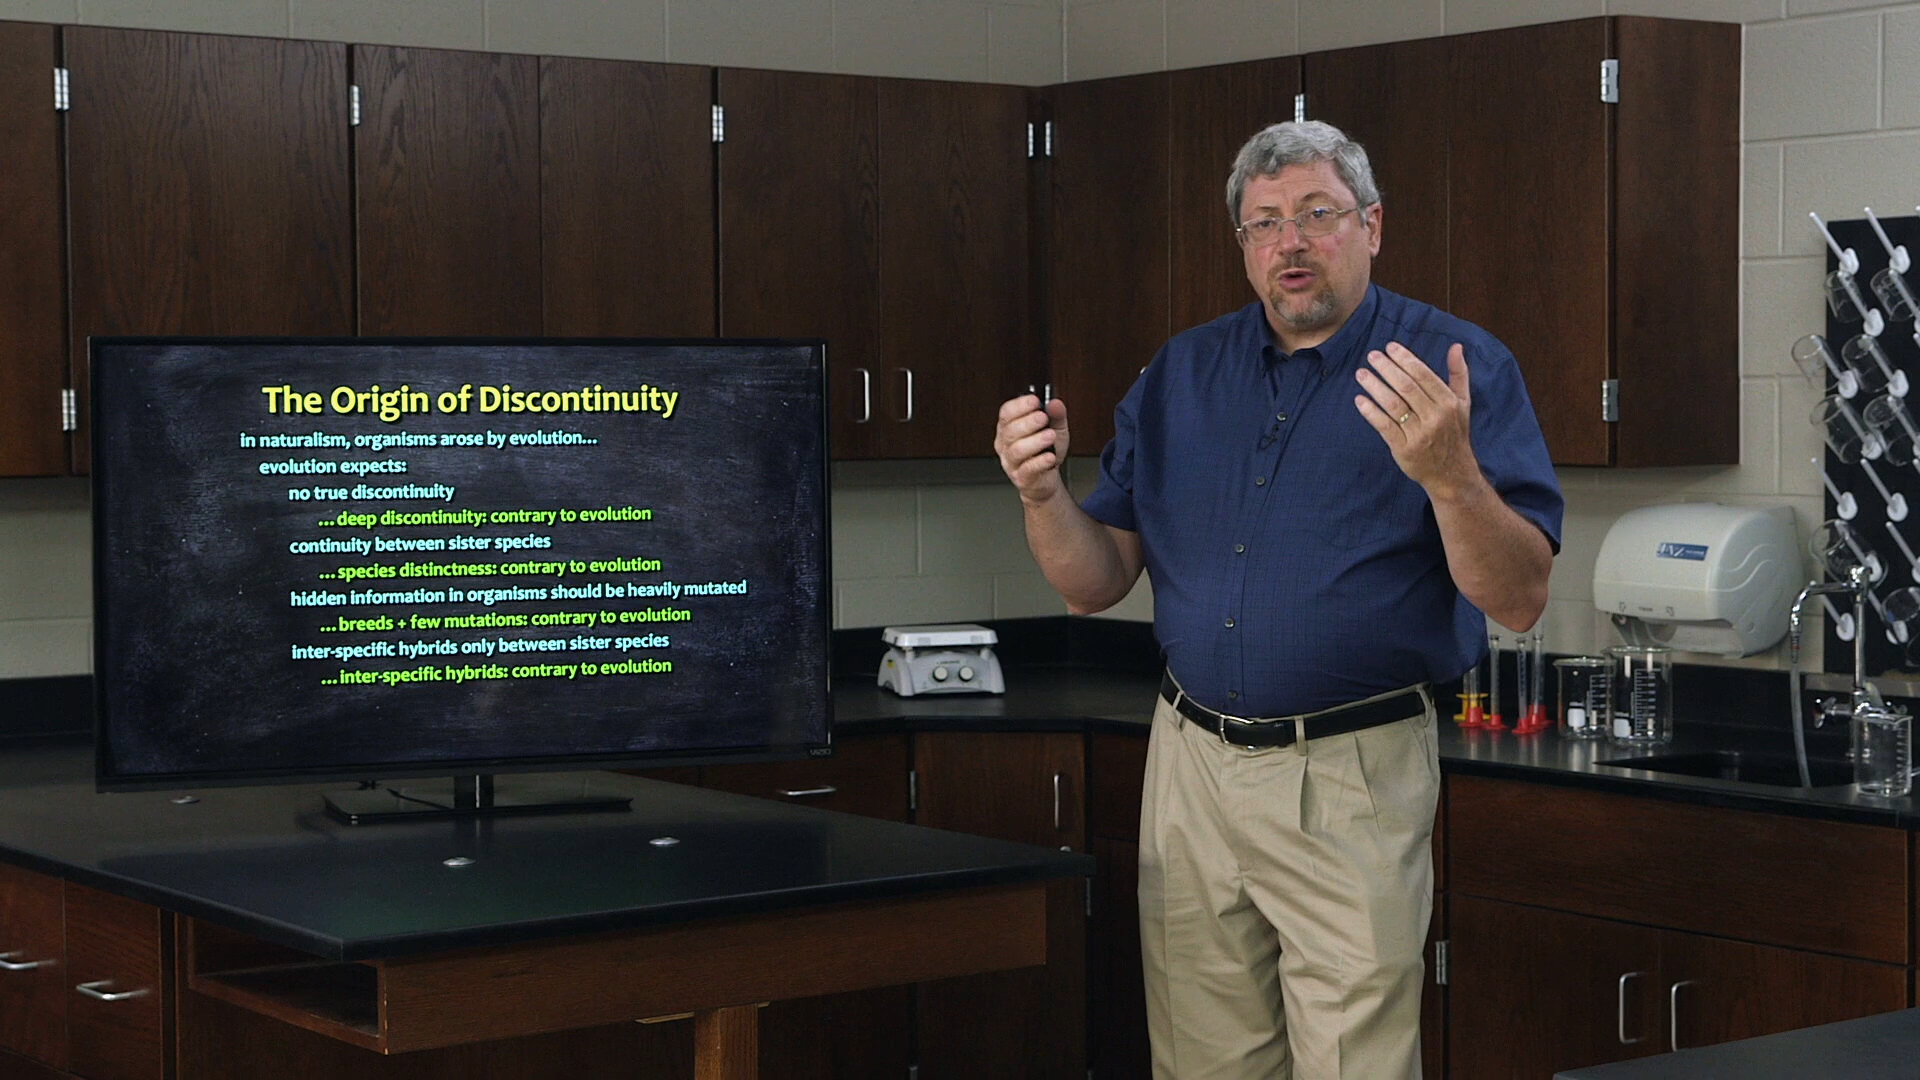 The Origin of Discontinuity
in naturalism, organisms arose by evolution...
evolution expects:
no true discontinuity
...deep discontinuity: contrary to evolution
continuity between sister species
...species distinctness: contrary to evolution
hidden information in organisms should be heavily mutated
...breeds + few mutations: contrary to evolution
inter-specific hybrids only between sister species
...inter-specific hybrids: contrary to evolution
VIZIO